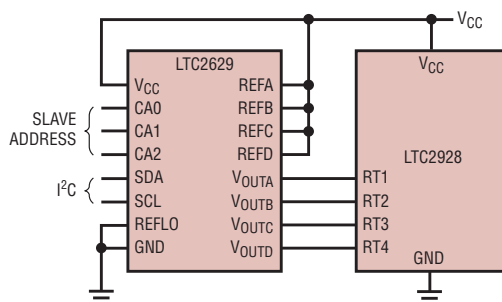 VCC
LTC2629
VCC
CA0
CA1
CA2
SDA
SCL
REFLO
GND
REFA
REFB
REFC
REFD
VOUTA
VOUTB
VOUTC
VOUTD
SLAVE
ADDRESS
I²C
VCC
LTC2928
RT1
RT2
RT3
RT4
GND